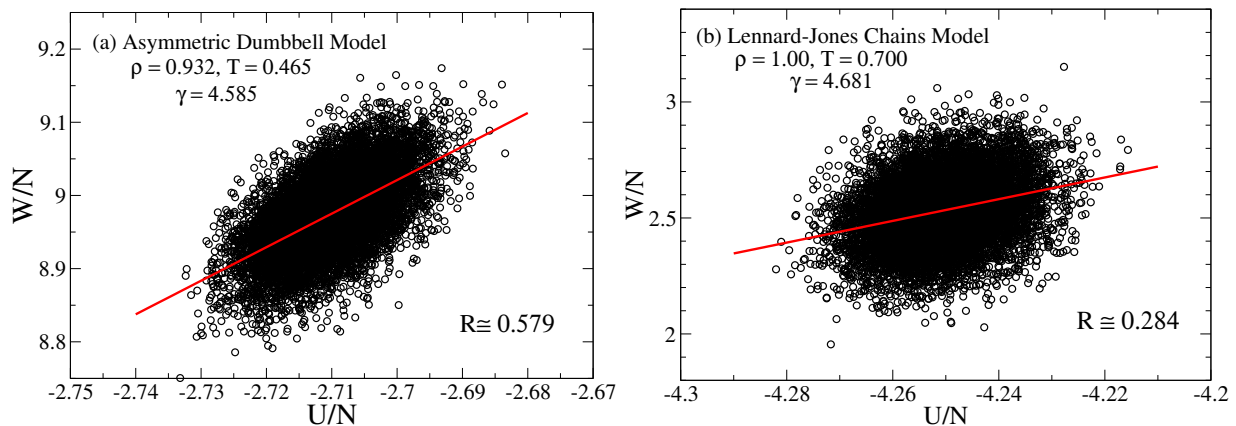 (a) Asymmetric Dumbbell Model
ρ = 0.932, T = 0.465
γ = 4.585
9.2
9.1
9
8.9
8.8
W/N
R≅ 0.579
-2.75 -2.74 -2.73 -2.72 -2.71 -2.7 -2.69 -2.68 -2.67
U/N
(b) Lennard-Jones Chains Model
ρ = 1.00, T = 0.700
γ = 4.681
3
2.5
2
W/N
R ≅ 0.284
-4.3 -4.28 -4.26 -4.24 -4.22 -4.2
U/N